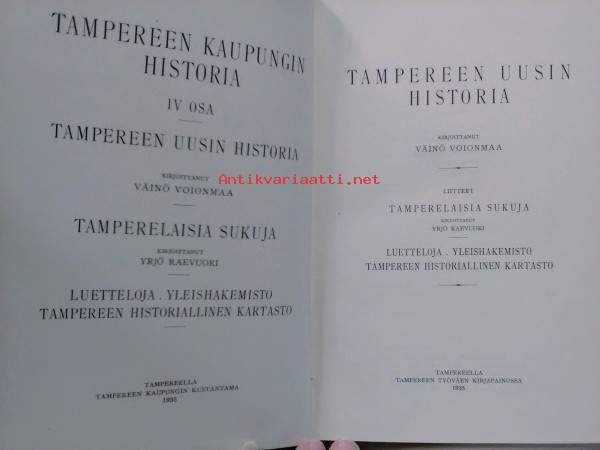 TAMPEREEN KAUPUNGIN
HISTORIA
IV OSA
TAMPEREEN UUSIN HISTORIA
KIRJOITTANUT
VÄINÖ VOIONMAA
TAMPERELAISIA SUKUJA
KIRJOITTANUT
YRJÖ RAEVUORI
LUETTELOJA . YLEISHAKEMISTO
TAMPEREEN HISTORIALLINEN KARTASTO
TAMPEREELLA
TAMPEREEN KAUPUNGIN KUSTANTAMA
1935
TAMPEREEN UUSIN
HISTORIA
KIRJOITTANUT
VÄINÖ VOIONMAA
LIITTEET
TAMPERELAISIA SUKUJA
KIRJOITTANUT
YRJÖ RAEVUORI
LUETTELOJA . YLEISHAKEMISTO
TAMPEREEN HISTORIALLINEN KARTASTO
TAMPEREELLA
TAMPEREEN TYÖVÄEN KIRJAPAINOSSA
1935
Antikvariaatti.net